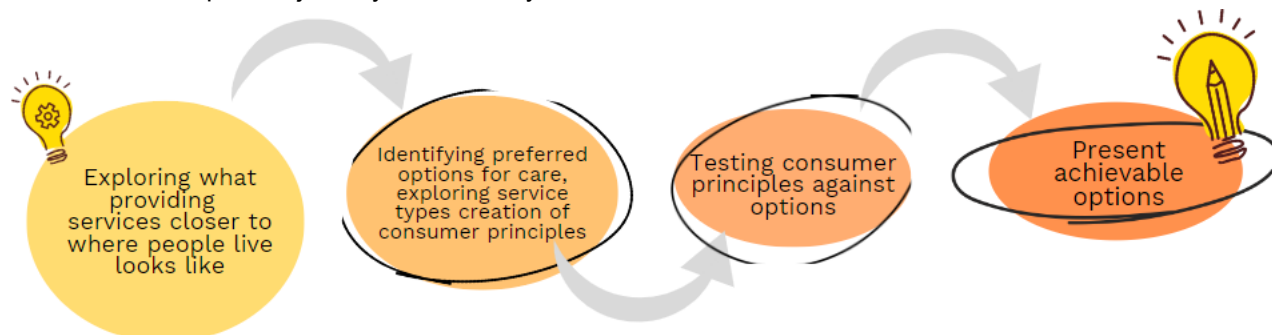 Exploring what
providing
services closer to
where people live
looks like
Identifying preferred
options for care,
exploring service
types creation of
consumer principles
Testing consumer
principles against
options
Present
achievable
options